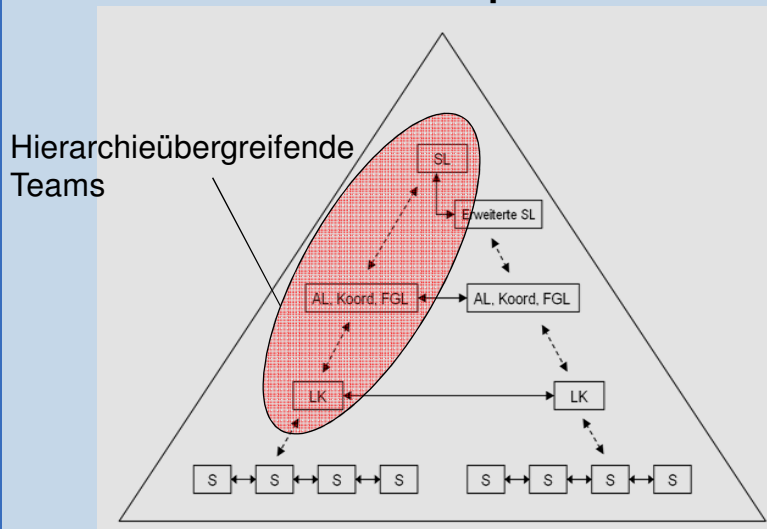 Hierarchieübergreifende
Teams
SL
Erweiterte SL
AL, Koord, FGL
AL, Koord, FGL
LK
LK
S S S S S S S S